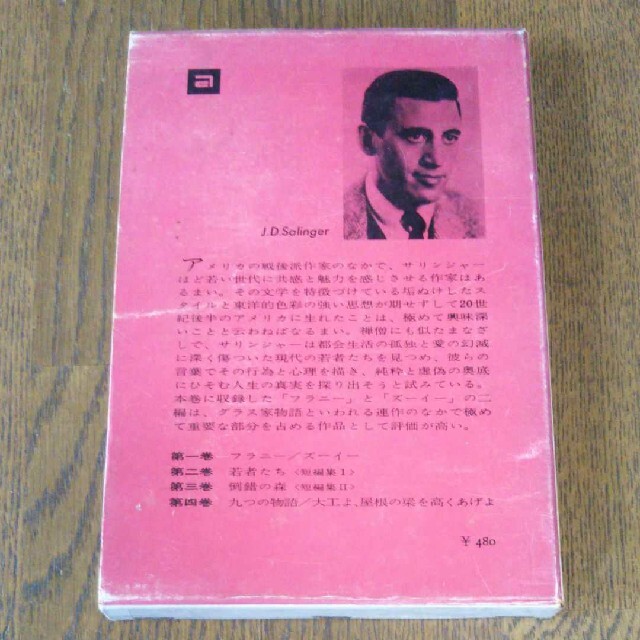 a
J.D.Salinger
アメリカの戦後派作家のなかで、サリンジャー
ほど若い世代に共感と魅力を感じさせる作家はあ
るまい。その文学を特徴づけている垢ぬけしたス
タイルと東洋的色彩の強い思想が期せずして20世
紀後半のアメリカに生れたことは、極めて興味深
いことと云わねばなるまい。禅僧にも似たまなざ
しで、サリンジャーは都会生活の孤独と愛の幻滅
に深く傷ついた現代の若者たちを見つめ、彼らの
言葉でその行為と心理を描き、純粋と虚偽の奥底
にひそむ人生の真実を探り出そうと試みている。
本巻に収録した「フラニー」と「ズーイー」の二
編は、グラス家物語といわれる連作のなかで極め
て重要な部分を占める作品として評価が高い。
第一巻 フラニー／ズーイー
第二巻 若者たち〈短編集Ⅰ〉
第三巻 倒錯の森〈短編集Ⅱ〉
第四巻 九つの物語／大工よ、屋根の梁を高くあげよ
￥480